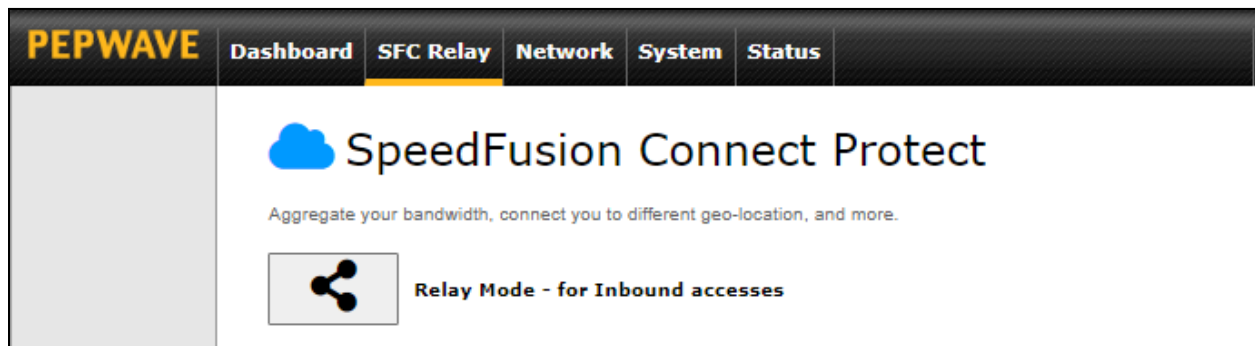 PEPWAVE Dashboard SFC Relay Network System Status
SpeedFusion Connect Protect
Aggregate your bandwidth, connect you to different geo-location, and more.
Relay Mode - for Inbound accesses